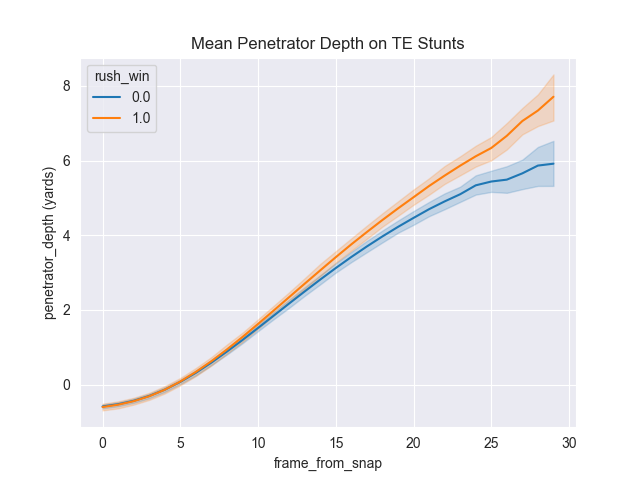 Mean Penetrator Depth on TE Stunts
rush_win
0.0
1.0
penetrator_depth (yards)
8
6
4
2
0
0 5 10 15 20 25 30
frame_from_snap